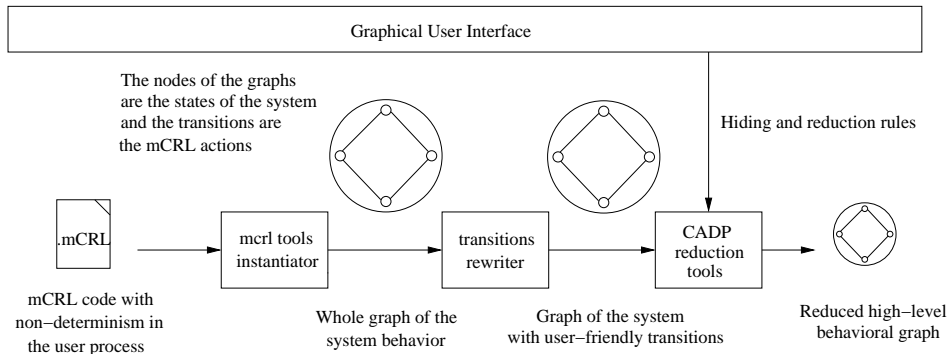 Graphical User Interface
The nodes of the graphs
are the states of the system
and the transitions are
the mCRL actions
Hiding and reduction rules
.mCRL
mcrl tools
instantiator
transitions
rewriter
CADP
reduction
tools
mCRL code with
non−determinism in
the user process
Whole graph of the
system behavior
Graph of the system
with user−friendly transitions
Reduced high−level
behavioral graph